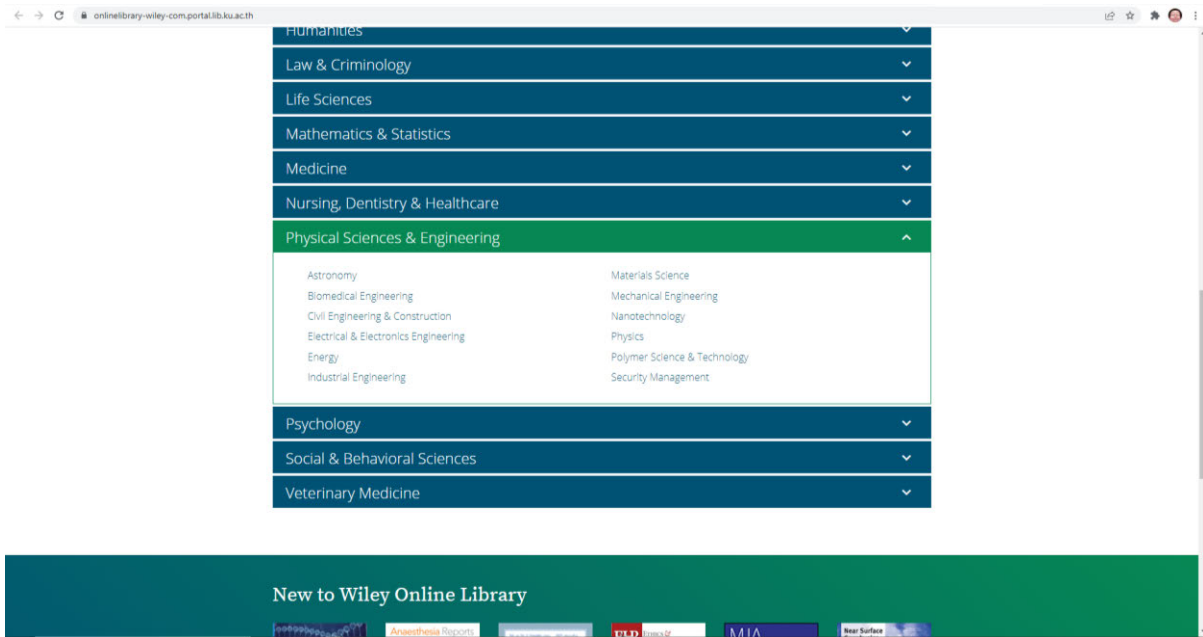 onlinelibrary-wiley-com.portal.lib.ku.ac.th
Humanities
Law & Criminology
Life Sciences
Mathematics & Statistics
Medicine
Nursing, Dentistry & Healthcare
Physical Sciences & Engineering
Astronomy
Biomedical Engineering
Civil Engineering & Construction
Electrical & Electronics Engineering
Energy
Industrial Engineering
Materials Science
Mechanical Engineering
Nanotechnology
Physics
Polymer Science & Technology
Security Management
Psychology
Social & Behavioral Sciences
Veterinary Medicine
New to Wiley Online Library
Anaesthesia Reports
MIA
Near Surface